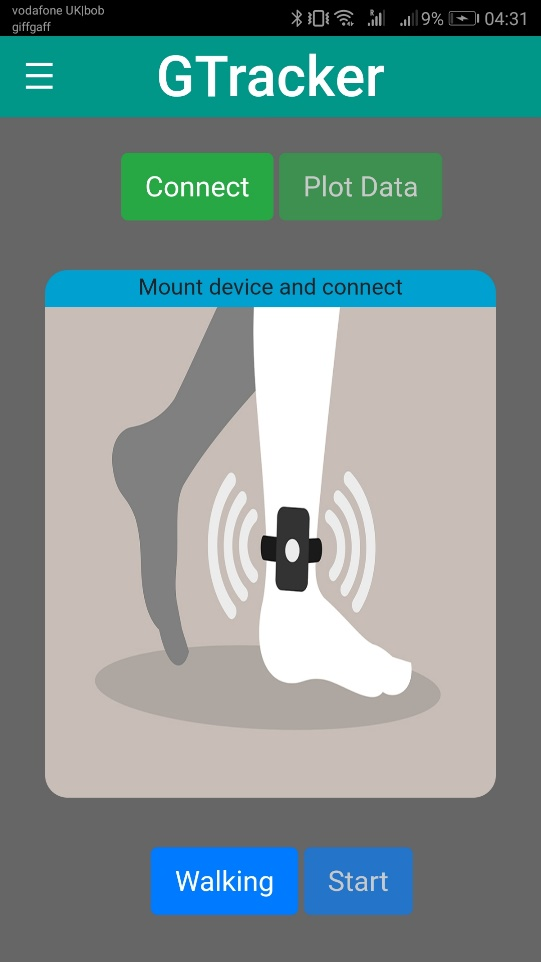 vodafone UK|bob
giffgaff
R
9%
04:31
GTracker
Connect
Plot Data
Mount device and connect
Walking
Start